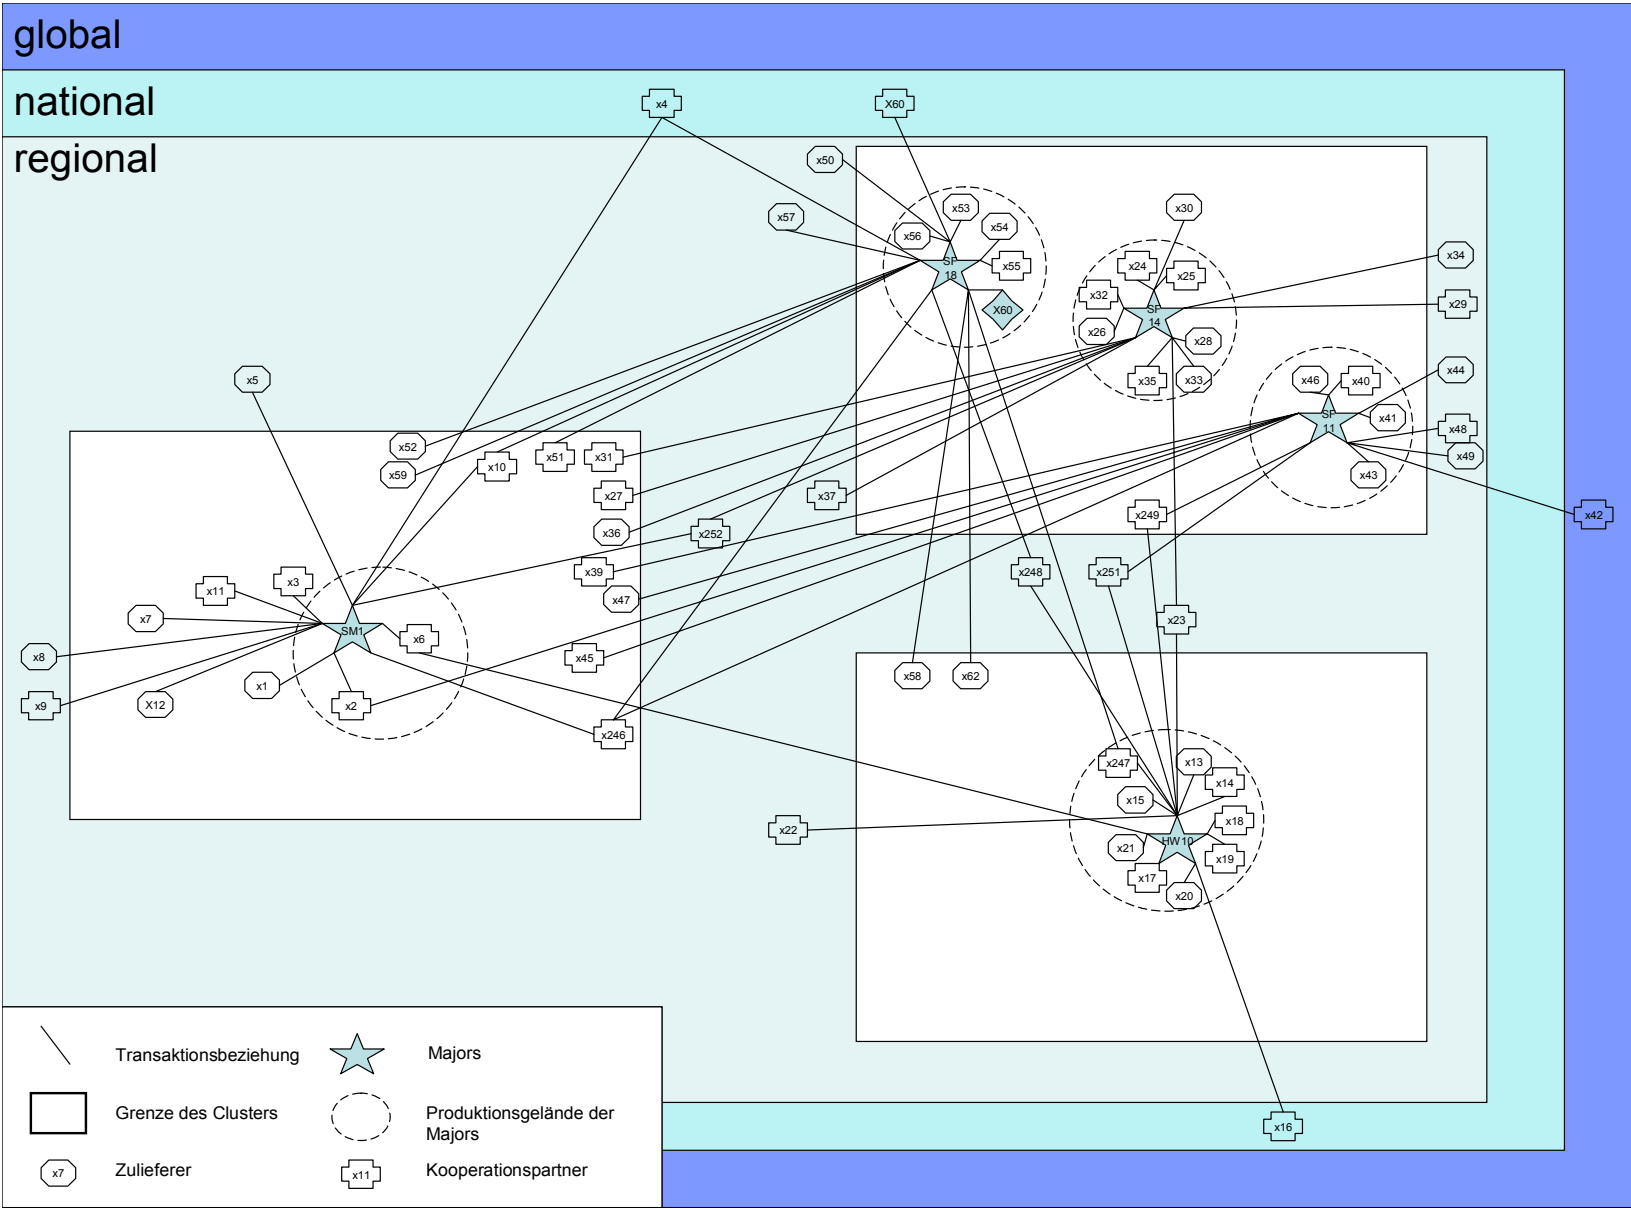 global
national
x4
X60
regional
x50
x57
x53
x56
x54
x55
SP
18
X60
x30
x24
x25
x32
x26
SP
14
x28
x35
x33
x34
x29
x44
x46
x40
x41
SP
11
x48
x49
x43
x42
x5
x52
x59
x10
x51
x31
x27
x36
x37
x252
x39
x47
x45
x249
x248
x251
x23
x3
x11
x7
x8
x9
X12
x1
SM1
x6
x2
x246
x58
x62
x22
x247
x13
x14
x15
x18
x21
HW10
x19
x17
x20
x16
Transaktionsbeziehung
Majors
Grenze des Clusters
Produktionsgelände der
Majors
x7
Zulieferer
x11
Kooperationspartner